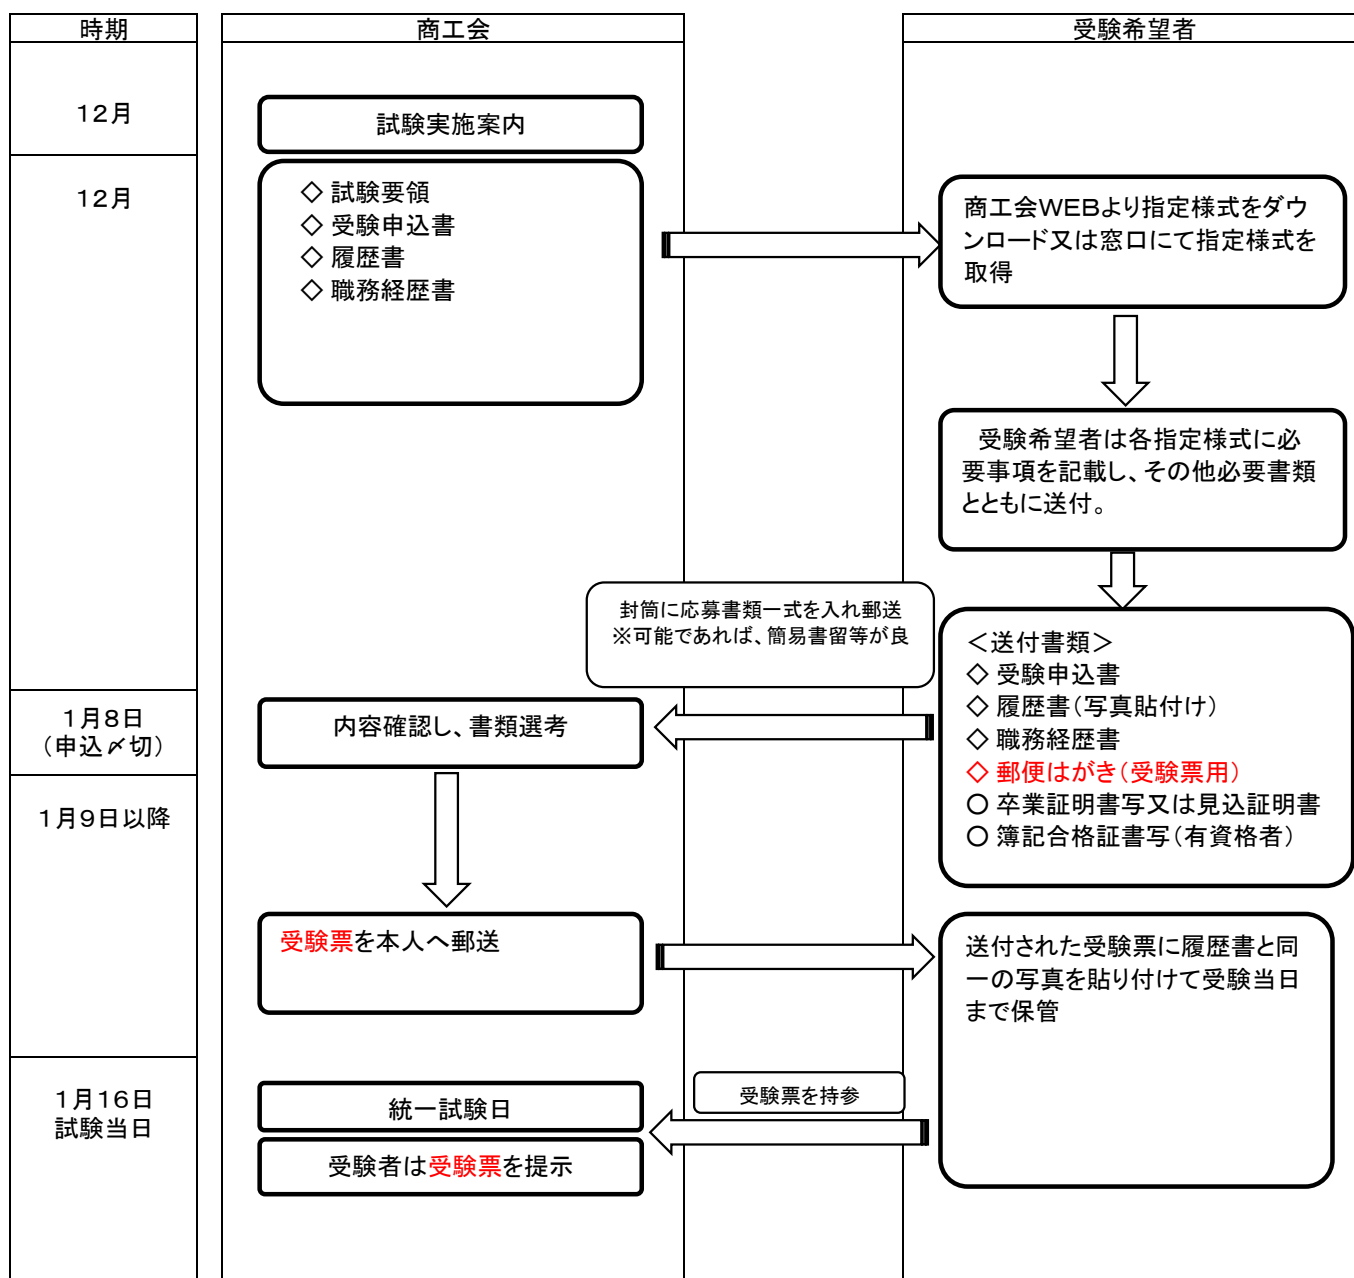 時期
商工会
受験希望者
12月
試験実施案内
12月
◇ 試験要領
◇ 受験申込書
◇ 履歴書
◇ 職務経歴書
商工会WEBより指定様式をダウ
ンロード又は窓口にて指定様式を
取得
受験希望者は各指定様式に必
要事項を記載し、その他必要書類
とともに送付。
封筒に応募書類一式を入れ郵送
※可能であれば、簡易書留等が良
<送付書類>
◇ 受験申込書
◇ 履歴書(写真貼付け)
◇ 職務経歴書
◇ 郵便はがき(受験票用)
○ 卒業証明書写又は見込証明書
○ 簿記合格証書写(有資格者)
1月8日
(申込〆切)
内容確認し、書類選考
1月9日以降
受験票を本人へ郵送
送付された受験票に履歴書と同
一の写真を貼り付けて受験当日
まで保管
1月16日
試験当日
統一試験日
受験票を持参
受験者は受験票を提示